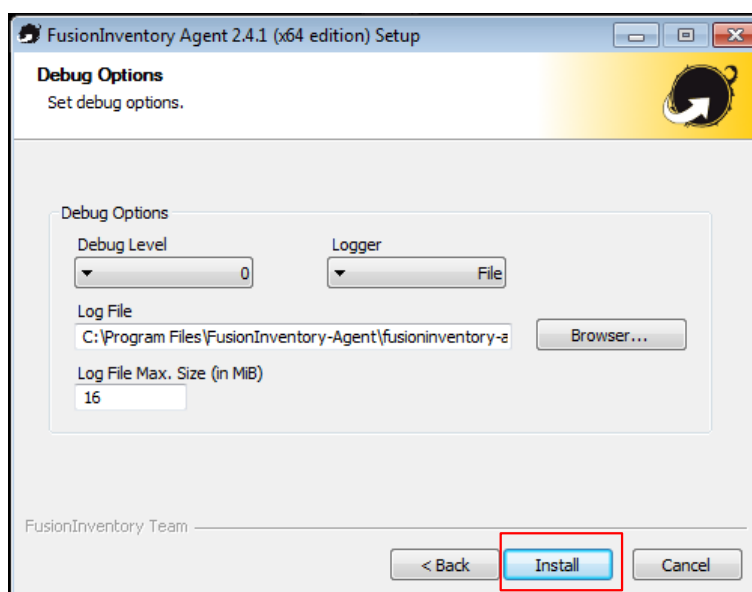 FusionInventory Agent 2.4.1 (x64 edition) Setup
Debug Options
Set debug options.
Debug Options
Debug Level
Logger
0
File
Log File
C:\Program Files\FusionInventory-Agent\fusioninventory-a
Browser...
Log File Max. Size (in MiB)
16
FusionInventory Team
< Back
Install
Cancel